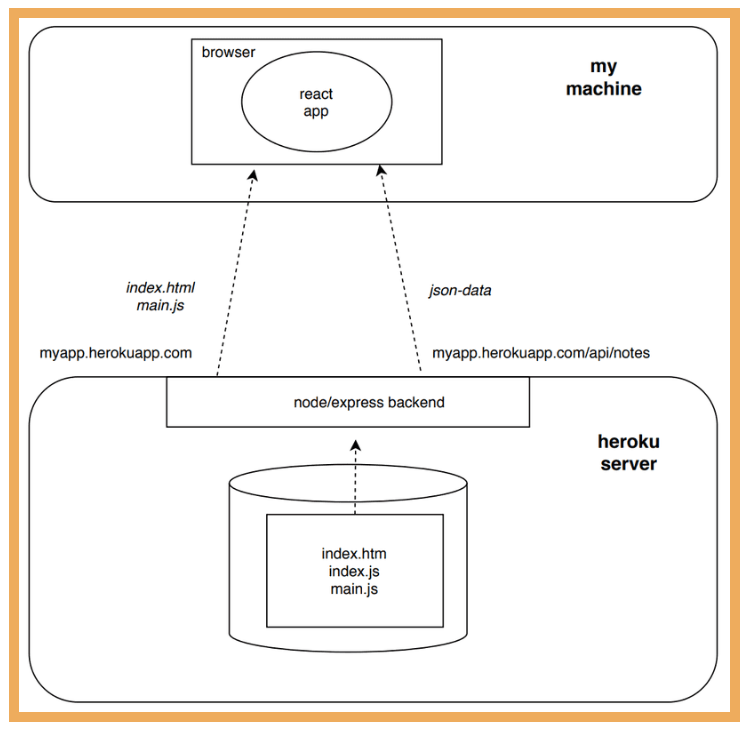 browser
my
machine
react
app
index.html
main.js
json-data
myapp.herokuapp.com
myapp.herokuapp.com/api/notes
node/express backend
heroku
server
index.htm
index.js
main.js